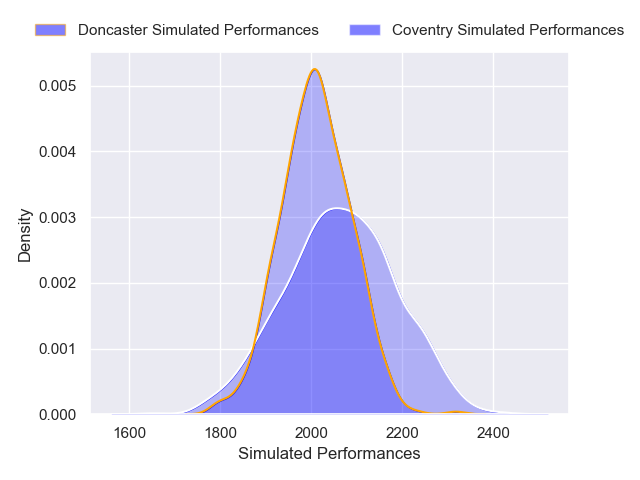 Doncaster Simulated Performances
Coventry Simulated Performances
0.005
0.004
0.003
0.002
0.001
0.000
Density
1600
1800
2000
2200
2400
Simulated Performances